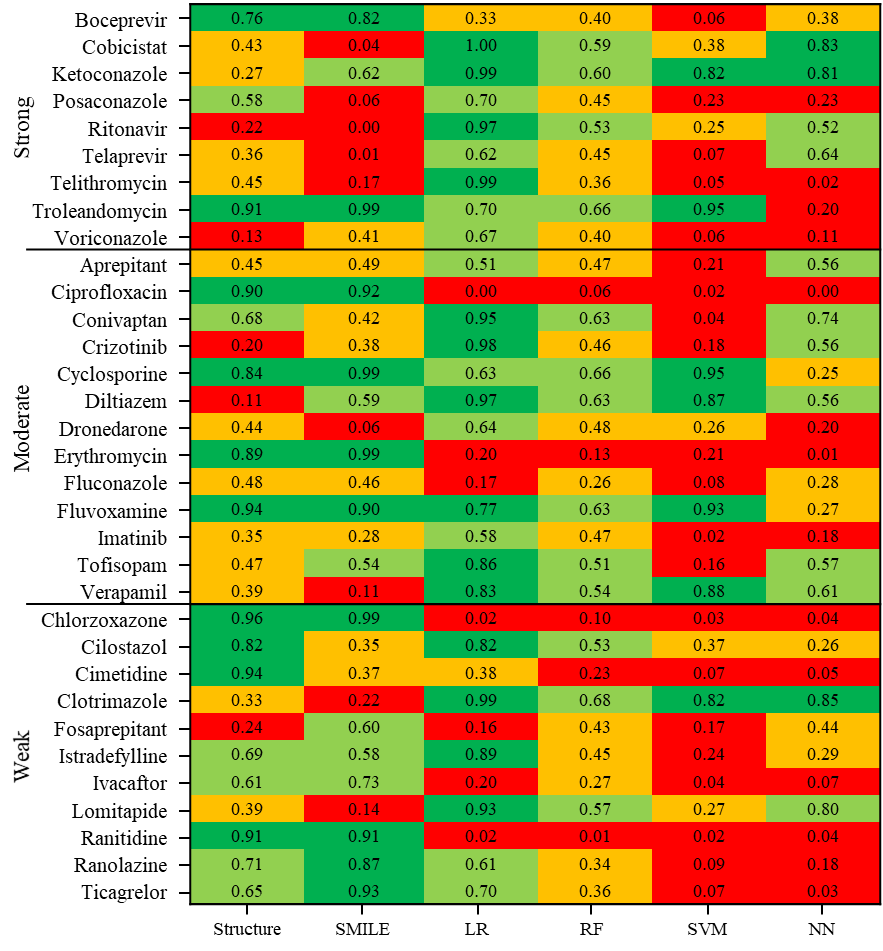 Strong
Boceprevir 0.76 0.82 0.33 0.40 0.06 0.38
Cobicistat 0.43 0.04 1.00 0.59 0.38 0.83
Ketoconazole 0.27 0.62 0.99 0.60 0.82 0.81
Posaconazole 0.58 0.06 0.70 0.45 0.23 0.23
Ritonavir 0.22 0.00 0.97 0.53 0.25 0.52
Telaprevir 0.36 0.01 0.62 0.45 0.07 0.64
Telithromycin 0.45 0.17 0.99 0.36 0.05 0.02
Troleandomycin 0.91 0.99 0.70 0.66 0.95 0.20
Voriconazole 0.13 0.41 0.67 0.40 0.06 0.11
Moderate
Aprepitant 0.45 0.49 0.51 0.47 0.21 0.56
Ciprofloxacin 0.90 0.92 0.00 0.06 0.02 0.00
Conivaptan 0.68 0.42 0.95 0.63 0.04 0.74
Crizotinib 0.20 0.38 0.98 0.46 0.18 0.56
Cyclosporine 0.84 0.99 0.63 0.66 0.95 0.25
Diltiazem 0.11 0.59 0.97 0.63 0.87 0.56
Dronedarone 0.44 0.06 0.64 0.48 0.26 0.20
Erythromycin 0.89 0.99 0.20 0.13 0.21 0.01
Fluconazole 0.48 0.46 0.17 0.26 0.08 0.28
Fluvoxamine 0.94 0.90 0.77 0.63 0.93 0.27
Imatinib 0.35 0.28 0.58 0.47 0.02 0.18
Tofisopam 0.47 0.54 0.86 0.51 0.16 0.57
Verapamil 0.39 0.11 0.83 0.54 0.88 0.61
Weak
Chlorzoxazone 0.96 0.99 0.02 0.10 0.03 0.04
Cilostazol 0.82 0.35 0.82 0.53 0.37 0.26
Cimetidine 0.94 0.37 0.38 0.23 0.07 0.05
Clotrimazole 0.33 0.22 0.99 0.68 0.82 0.85
Fosaprepitant 0.24 0.60 0.16 0.43 0.17 0.44
Istradefylline 0.69 0.58 0.89 0.45 0.24 0.29
Ivacaftor 0.61 0.73 0.20 0.27 0.04 0.07
Lomitapide 0.39 0.14 0.93 0.57 0.27 0.80
Ranitidine 0.91 0.91 0.02 0.01 0.02 0.04
Ranolazine 0.71 0.87 0.61 0.34 0.09 0.18
Ticagrelor 0.65 0.93 0.70 0.36 0.07 0.03
Structure SMILE LR RF SVM NN